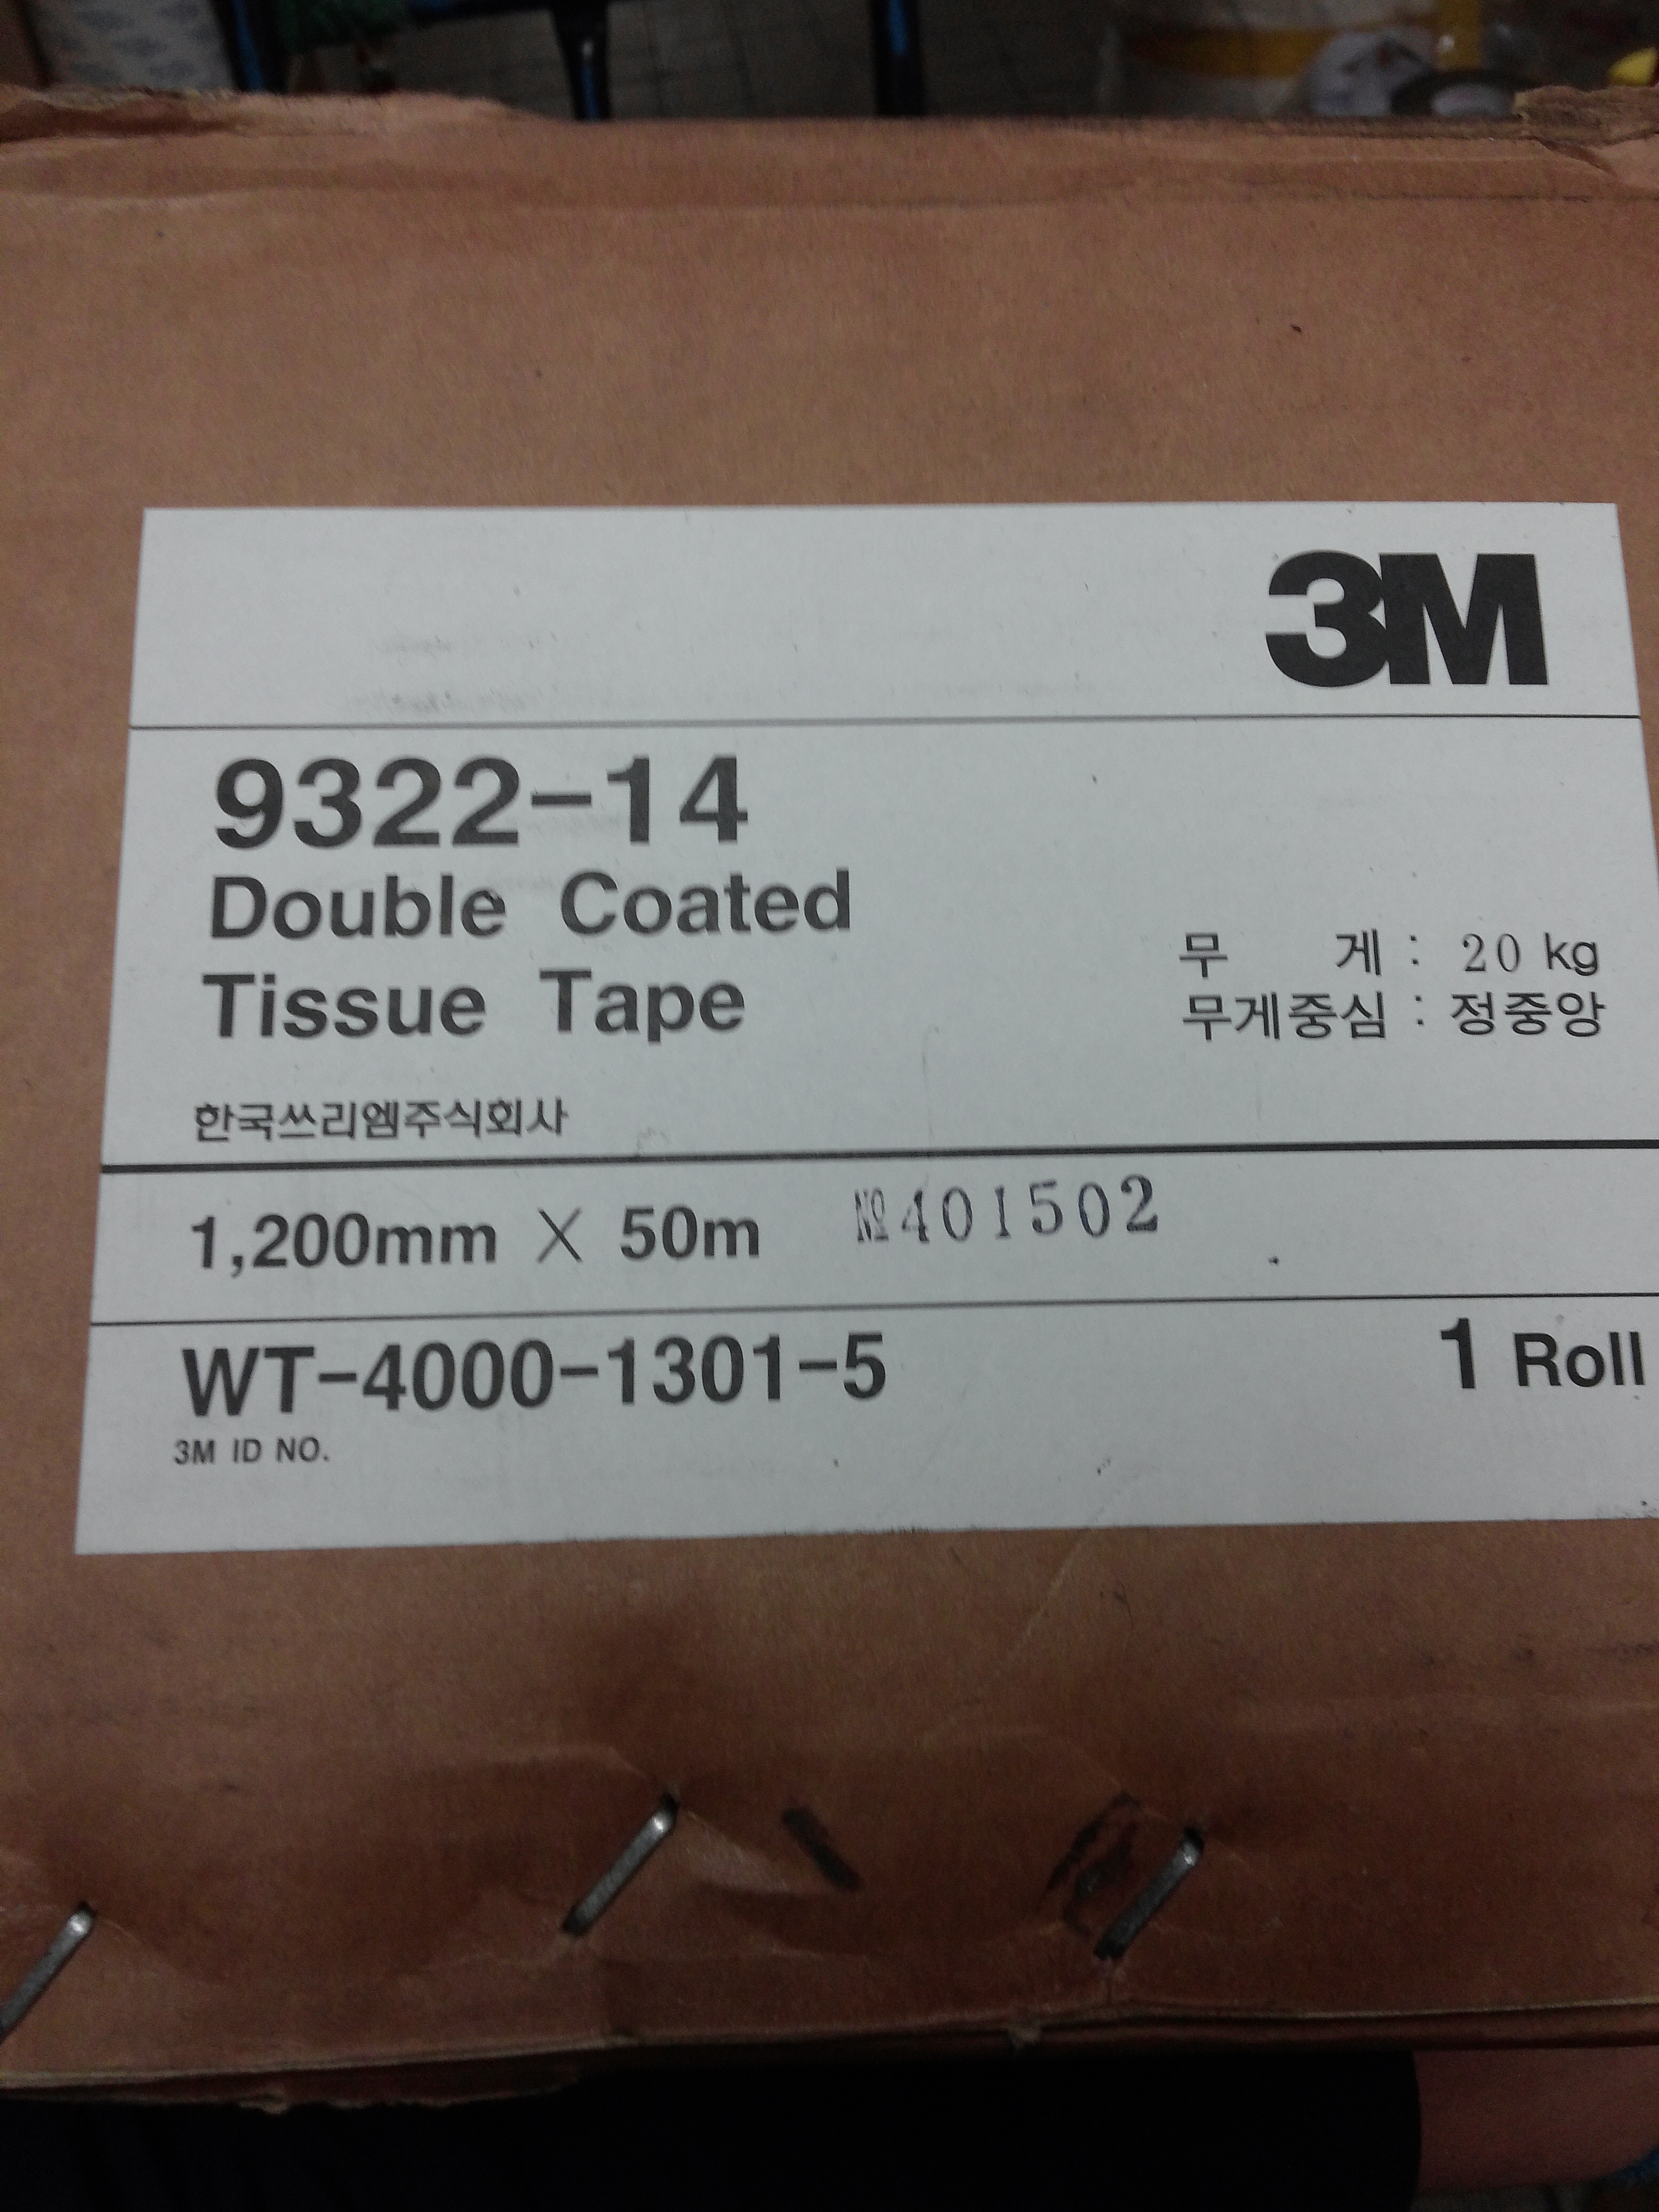 3M
9322-14
Double Coated
Tissue Tape
무 게 : 20 kg
무게중심 : 정중앙
한국쓰리엠주식회사
1,200mm X 50m № 401502
WT-4000-1301-5 1 Roll
3M ID NO.